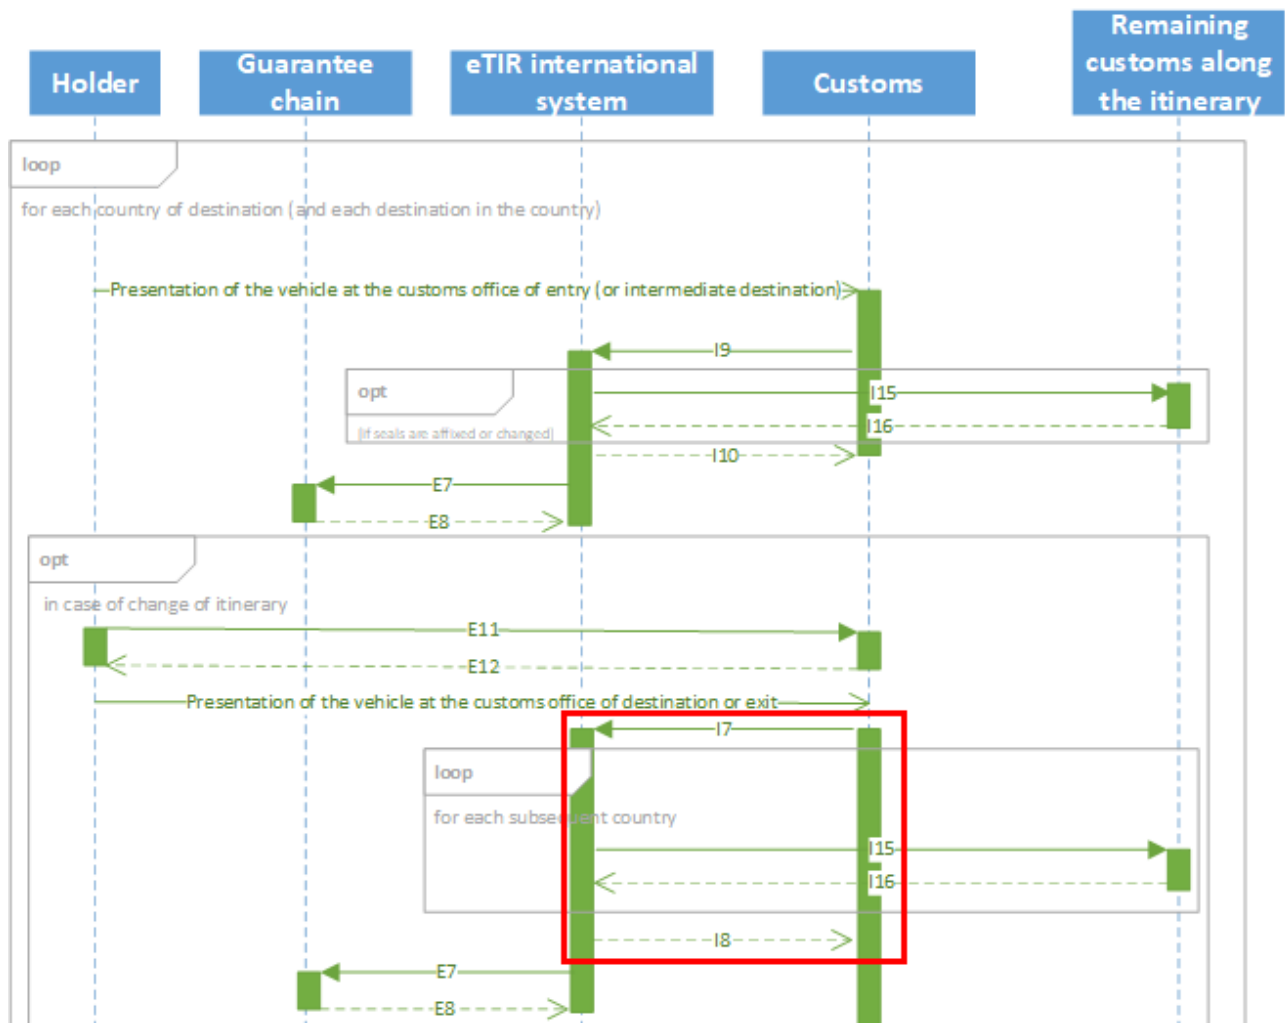 Holder
Guarantee
chain
eTIR international
system
Customs
Remaining
customs along
the itinerary
loop
for each country of destination (and each destination in the country)
Presentation of the vehicle at the customs office of entry (or intermediate destination)
I9
opt
I15
(If seals are affixed or changed)
I16
I10
E7
E8
opt
in case of change of itinerary
E11
E12
Presentation of the vehicle at the customs office of destination or exit
I7
loop
for each subsequent country
I15
I16
I8
E7
E8